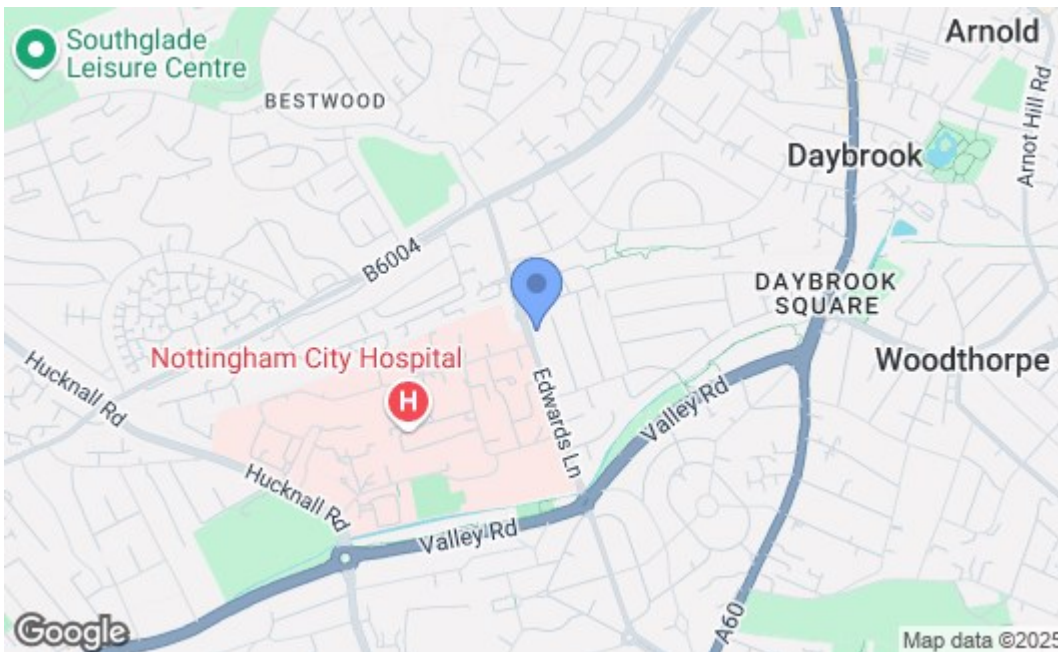 Southglade
Leisure Centre
BESTWOOD
Arnold
Arnot Hill Rd
Daybrook
B6004
DAYBROOK
SQUARE
Woodthorpe
Nottingham City Hospital
H
Hucknall Rd
Edwards Ln
Valley Rd
Hucknall Rd
Valley Rd
A60
Google
Map data ©2025